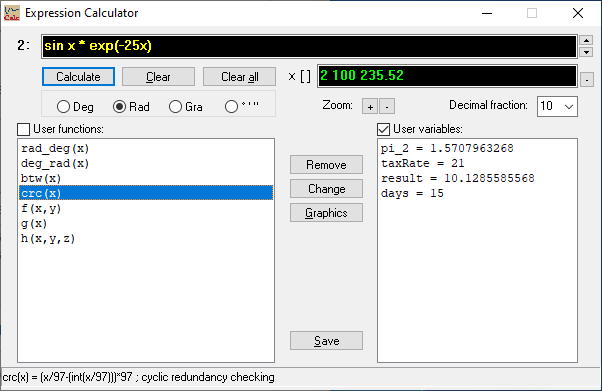 Calc
Expression Calculator
2: sin x * exp(-25x)
Calculate Clear Clear all x [ ] 2 100 235.52 -
Deg Rad Gra ° ' " Zoom: + - Decimal fraction: 10
User functions: User variables:
rad_deg(x) pi_2 = 1.5707963268
deg_rad(x) taxRate = 21
btw(x) result = 10.1285585568
crc(x) days = 15
f(x,y)
g(x)
h(x,y,z)
Remove
Change
Graphics
Save
crc(x) = (x/97-(int(x/97)))*97 ; cyclic redundancy checking